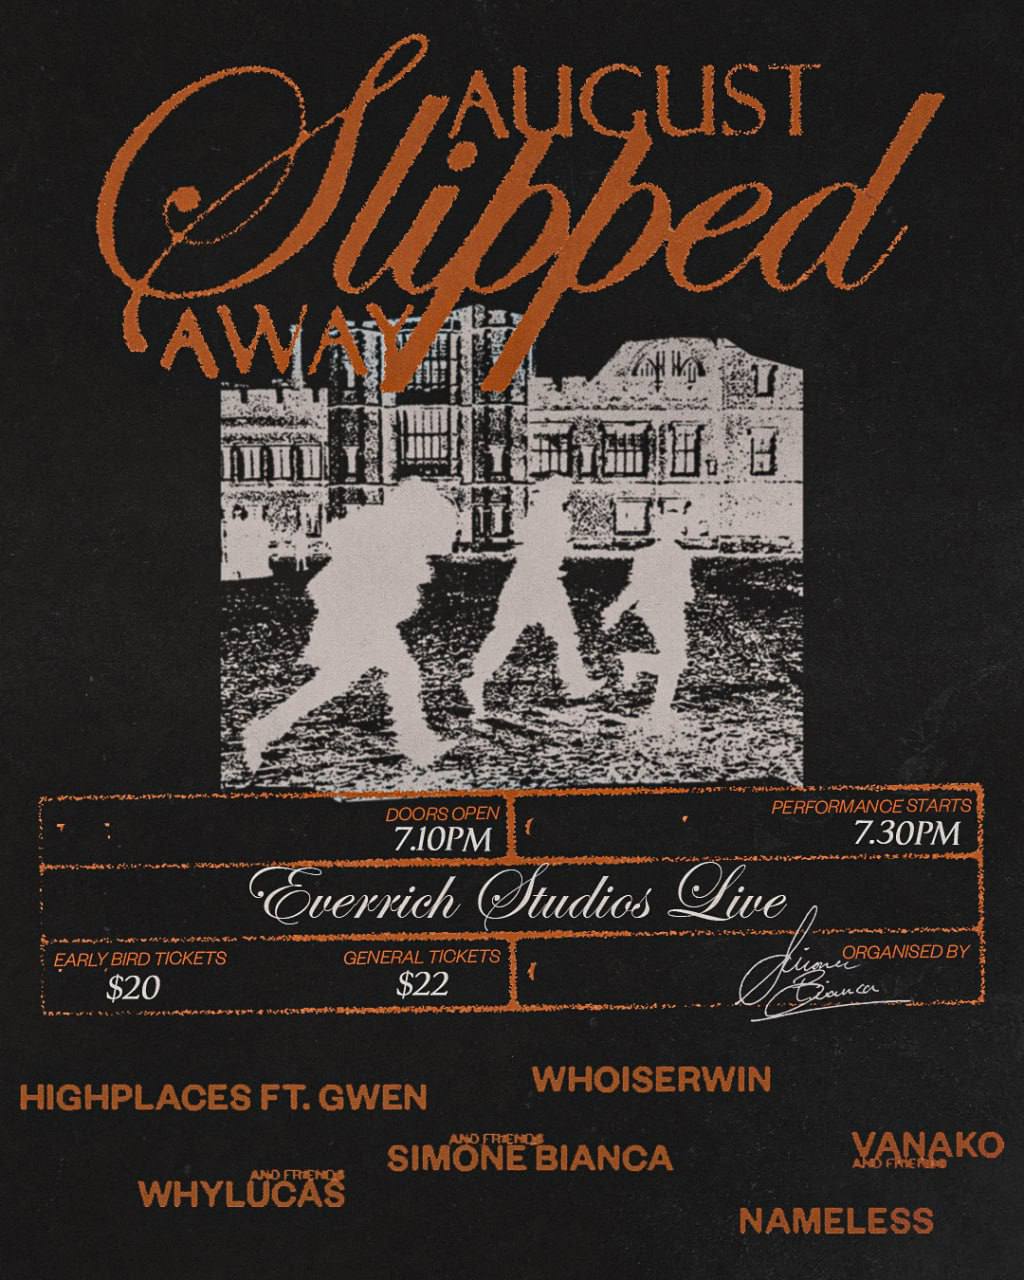 AUGUST
Slipped
AWAY
DOORS OPEN
7.10PM
PERFORMANCE STARTS
7.30PM
Everrich Studios Live
EARLY BIRD TICKETS
$20
GENERAL TICKETS
$22
ORGANISED BY
Simone
Bianca
HIGHPLACES FT. GWEN
WHOISERWIN
AND FRIENDS
SIMONE BIANCA
VANAKO
AND FRIENDS
AND FRIENDS
WHYLUCAS
NAMELESS